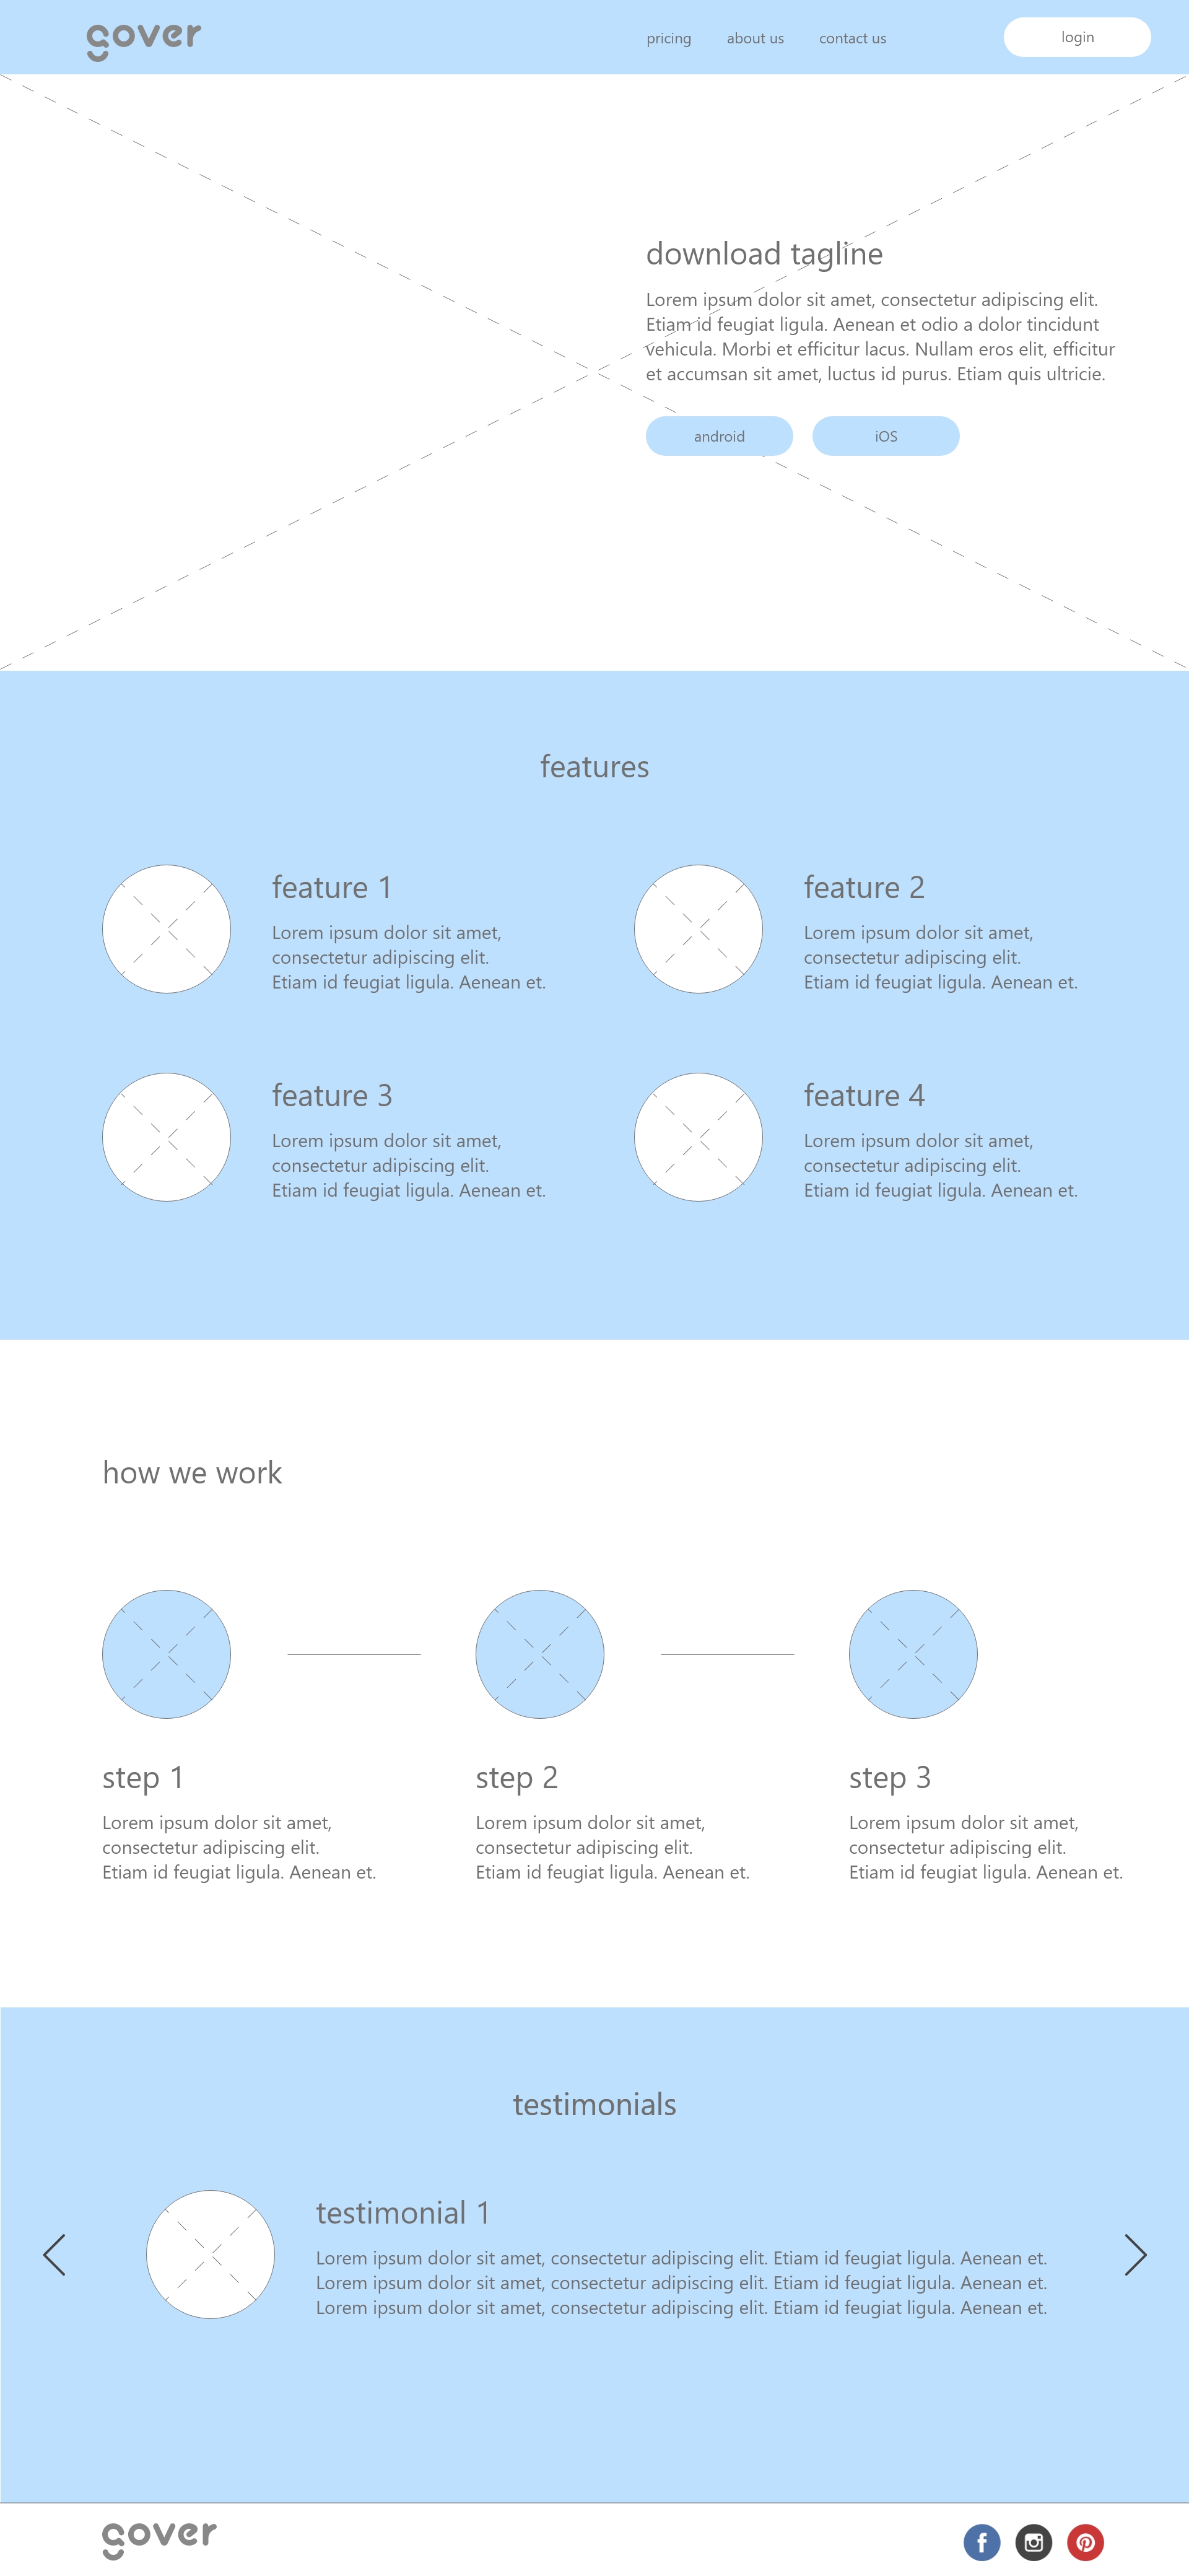 gover
pricing
about us
contact us
login
download tagline
Lorem ipsum dolor sit amet, consectetur adipiscing elit.
Etiam id feugiat ligula. Aenean et odio a dolor tincidunt
vehicula. Morbi et efficitur lacus. Nullam eros elit, efficitur
et accumsan sit amet, luctus id purus. Etiam quis ultricie.
android
iOS
features
feature 1
Lorem ipsum dolor sit amet,
consectetur adipiscing elit.
Etiam id feugiat ligula. Aenean et.
feature 2
Lorem ipsum dolor sit amet,
consectetur adipiscing elit.
Etiam id feugiat ligula. Aenean et.
feature 3
Lorem ipsum dolor sit amet,
consectetur adipiscing elit.
Etiam id feugiat ligula. Aenean et.
feature 4
Lorem ipsum dolor sit amet,
consectetur adipiscing elit.
Etiam id feugiat ligula. Aenean et.
how we work
step 1
Lorem ipsum dolor sit amet,
consectetur adipiscing elit.
Etiam id feugiat ligula. Aenean et.
step 2
Lorem ipsum dolor sit amet,
consectetur adipiscing elit.
Etiam id feugiat ligula. Aenean et.
step 3
Lorem ipsum dolor sit amet,
consectetur adipiscing elit.
Etiam id feugiat ligula. Aenean et.
testimonials
testimonial 1
Lorem ipsum dolor sit amet, consectetur adipiscing elit. Etiam id feugiat ligula. Aenean et.
Lorem ipsum dolor sit amet, consectetur adipiscing elit. Etiam id feugiat ligula. Aenean et.
Lorem ipsum dolor sit amet, consectetur adipiscing elit. Etiam id feugiat ligula. Aenean et.
gover